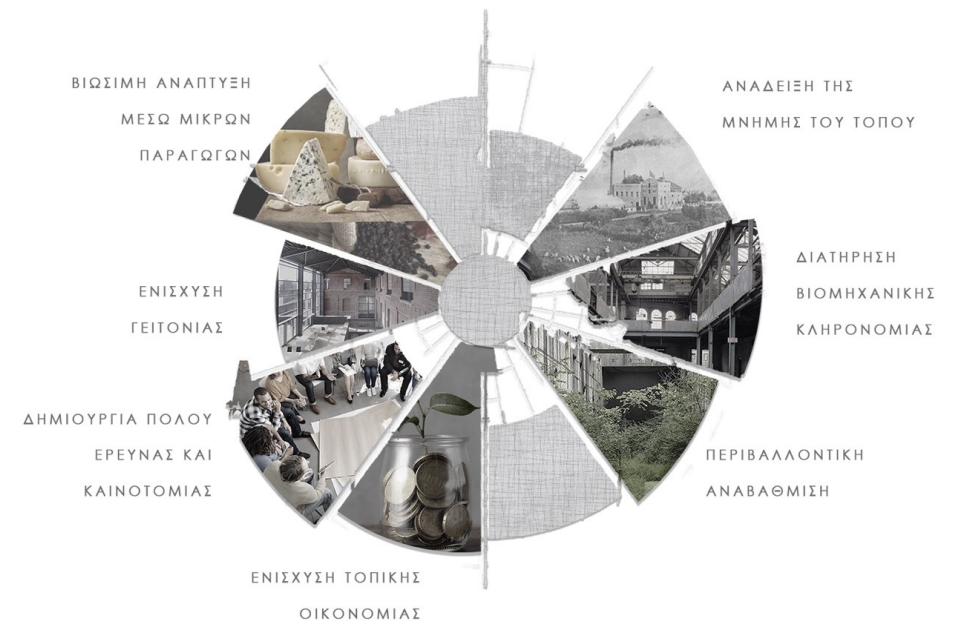 ΒΙΩΣΙΜΗ ΑΝΑΠΤΥΞΗ
ΜΕΣΩ ΜΙΚΡΩΝ
ΠΑΡΑΓΩΓΩΝ
ΑΝΑΔΕΙΞΗ ΤΗΣ
ΜΝΗΜΗΣ ΤΟΥ ΤΟΠΟΥ
ΕΝΙΣΧΥΣΗ
ΓΕΙΤΟΝΙΑΣ
ΔΙΑΤΗΡΗΣΗ
ΒΙΟΜΗΧΑΝΙΚΗΣ
ΚΛΗΡΟΝΟΜΙΑΣ
ΔΗΜΙΟΥΡΓΙΑ ΠΟΛΟΥ
ΕΡΕΥΝΑΣ ΚΑΙ
ΚΑΙΝΟΤΟΜΙΑΣ
ΠΕΡΙΒΑΛΛΟΝΤΙΚΗ
ΑΝΑΒΑΘΜΙΣΗ
ΕΝΙΣΧΥΣΗ ΤΟΠΙΚΗΣ
ΟΙΚΟΝΟΜΙΑΣ